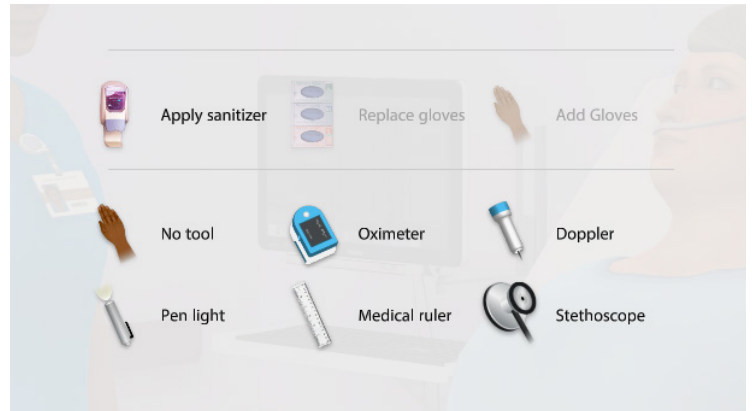 Apply sanitizer
Replace gloves
Add Gloves
No tool
Oximeter
Doppler
Pen light
Medical ruler
Stethoscope